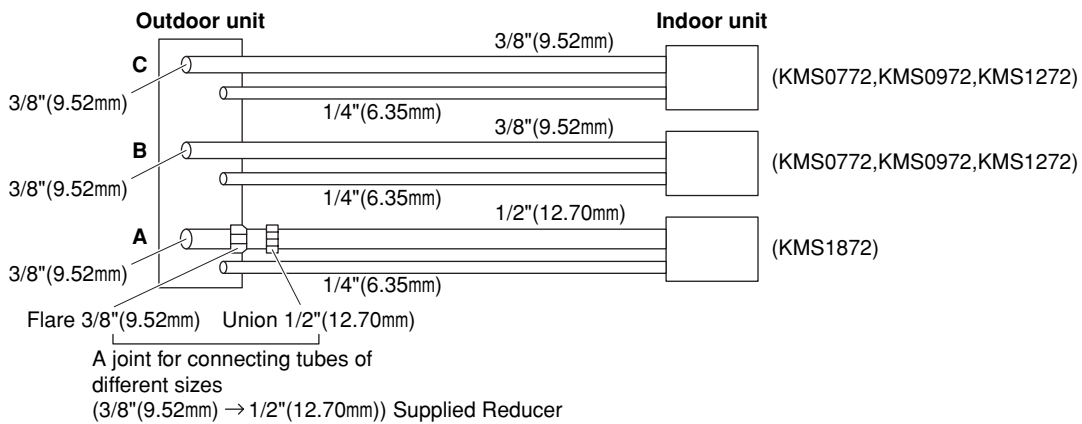 Outdoor unit
Indoor unit
3/8"(9.52mm)
C
(KMS0772,KMS0972,KMS1272)
3/8"(9.52mm)
1/4"(6.35mm)
3/8"(9.52mm)
B
(KMS0772,KMS0972,KMS1272)
3/8"(9.52mm)
1/4"(6.35mm)
1/2"(12.70mm)
A
(KMS1872)
3/8"(9.52mm)
1/4"(6.35mm)
Flare 3/8"(9.52mm)
Union 1/2"(12.70mm)
A joint for connecting tubes of
different sizes
(3/8"(9.52mm) → 1/2"(12.70mm)) Supplied Reducer